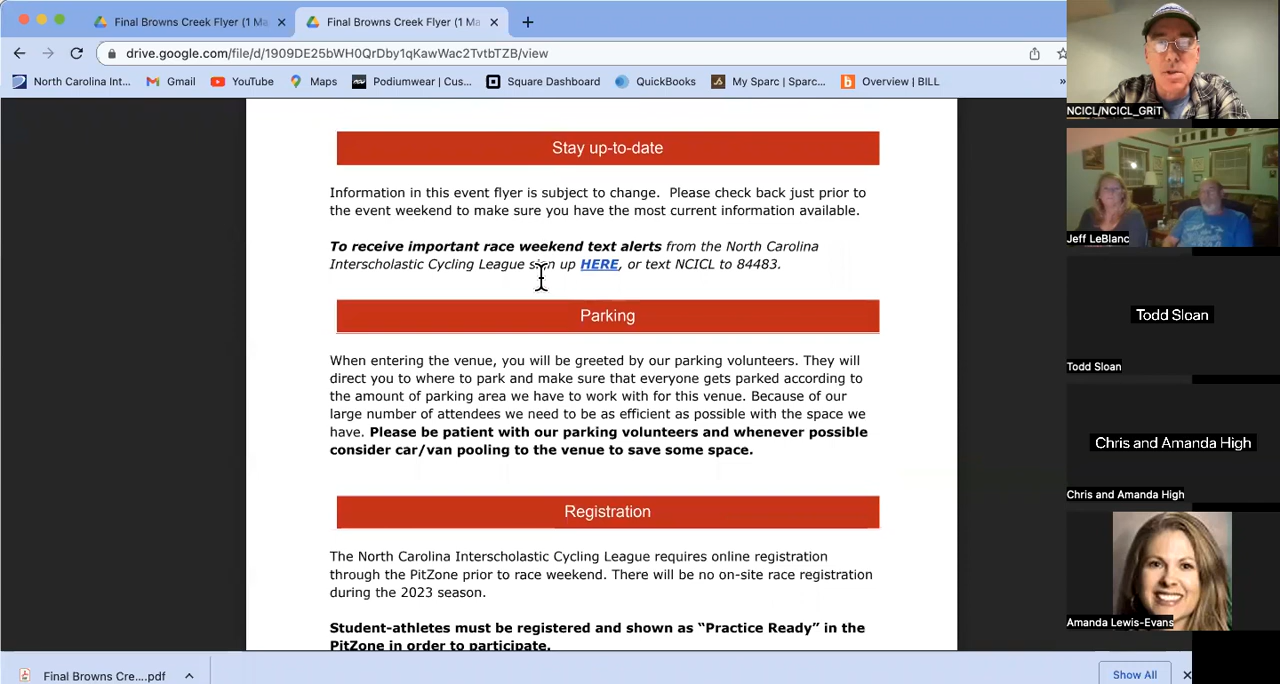 Final Browns Creek Flyer (1 Ma
Final Browns Creek Flyer (1 Ma
drive.google.com/file/d/1909DE25bWH0QrDby1qKawWac2TvtbTZB/view
North Carolina Int...
Gmail
YouTube
Maps
Podiumwear | Cus...
Square Dashboard
QuickBooks
My Sparc | Sparc...
Overview | BILL
»
Stay up-to-date
Information in this event flyer is subject to change. Please check back just prior to
the event weekend to make sure you have the most current information available.
To receive important race weekend text alerts from the North Carolina
Interscholastic Cycling League sign up HERE, or text NCICL to 84483.
Parking
When entering the venue, you will be greeted by our parking volunteers. They will
direct you to where to park and make sure that everyone gets parked according to
the amount of parking area we have to work with for this venue. Because of our
large number of attendees we need to be as efficient as possible with the space we
have. Please be patient with our parking volunteers and whenever possible
consider car/van pooling to the venue to save some space.
Registration
The North Carolina Interscholastic Cycling League requires online registration
through the PitZone prior to race weekend. There will be no on-site race registration
during the 2023 season.
Student-athletes must be registered and shown as “Practice Ready” in the
PitZone in order to participate.
Final Browns Cre....pdf
Show All
NCICL/NCICL_GRiT
Jeff LeBlanc
Todd Sloan
Todd Sloan
Chris and Amanda High
Chris and Amanda High
Amanda Lewis-Evans